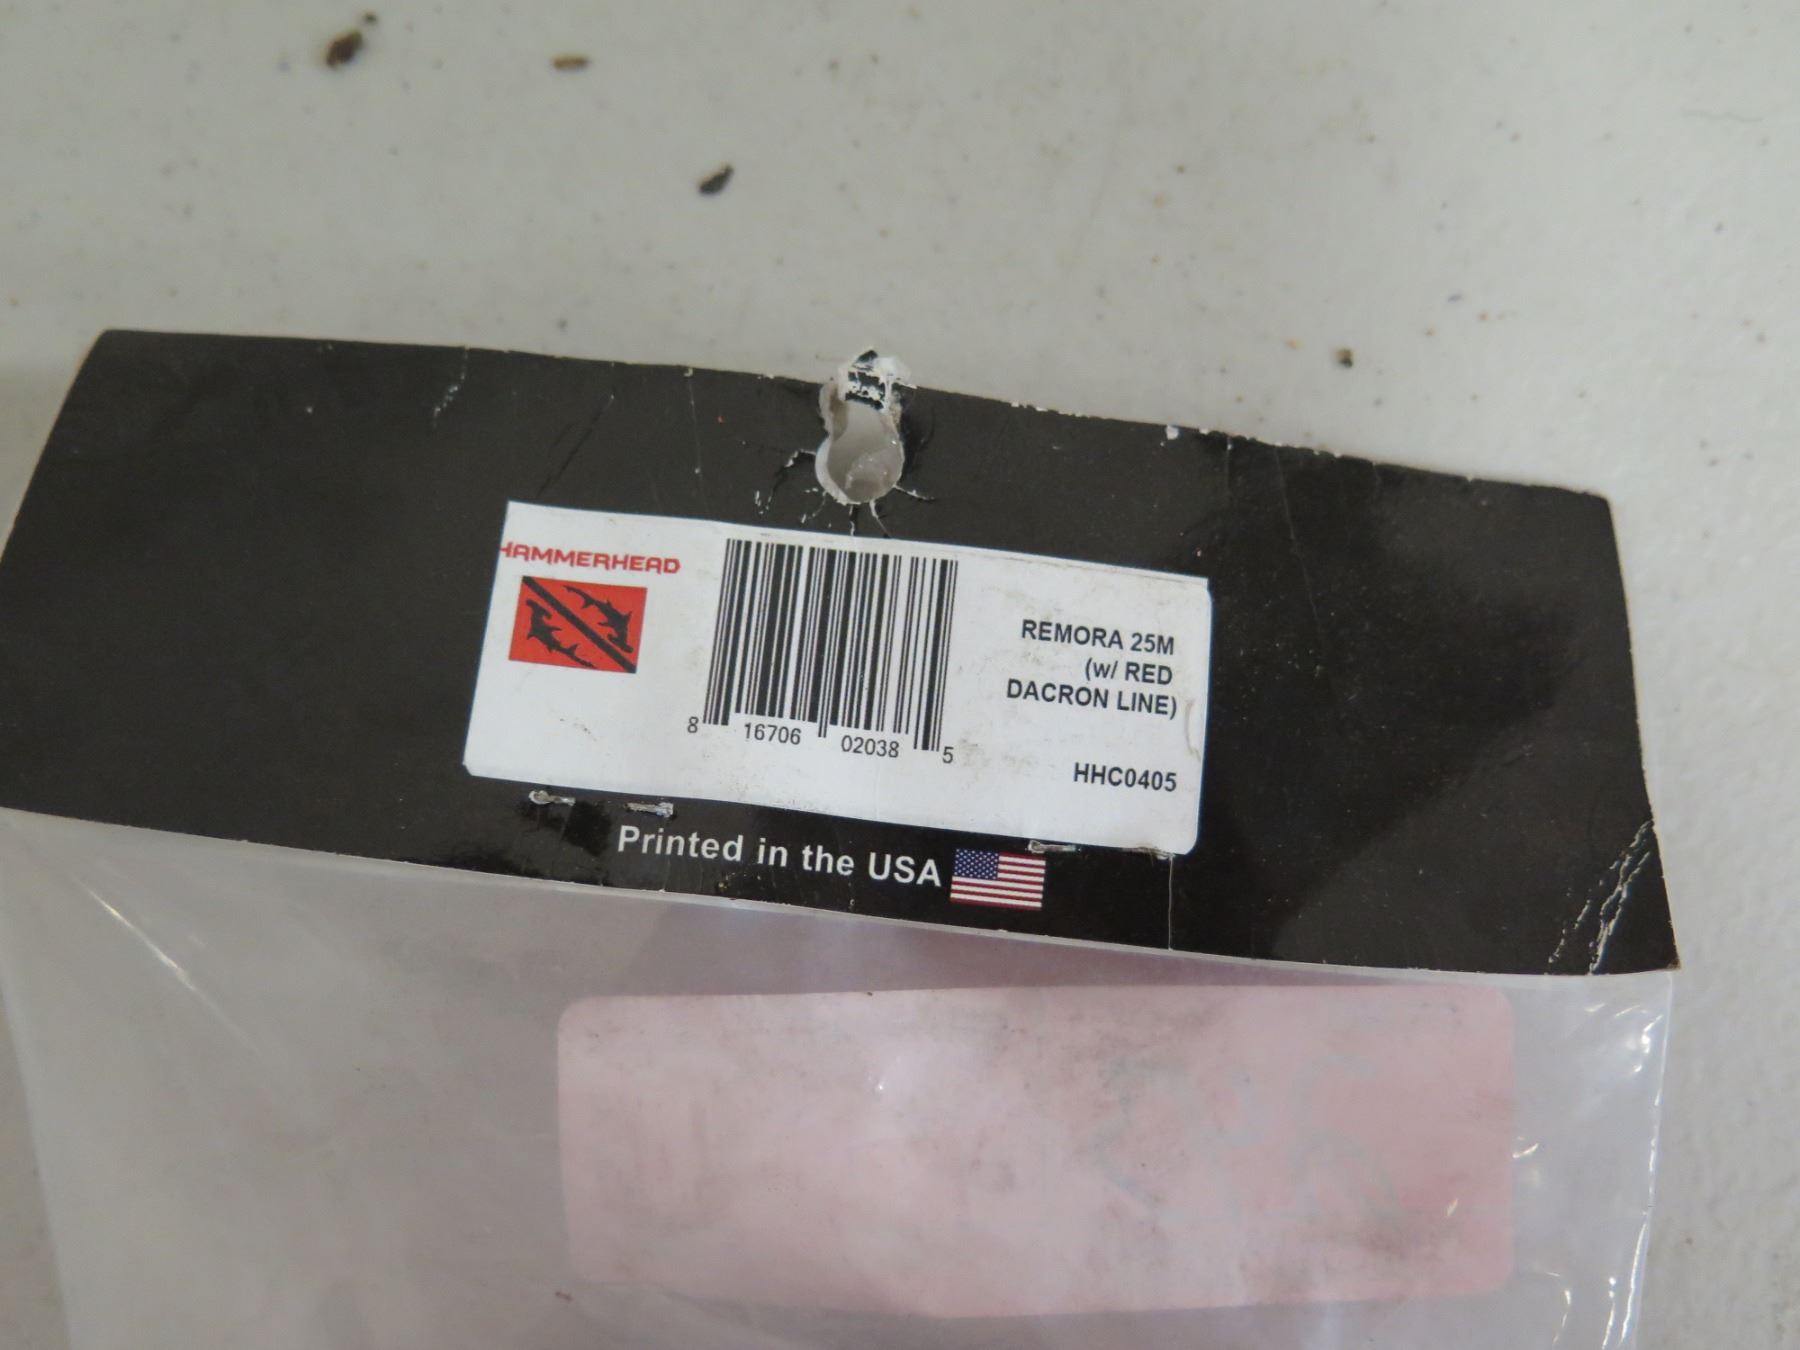 HAMMERHEAD
8 16706 02038 5
REMORA 25M
(w/ RED
DACRON LINE)
HHC0405
Printed in the USA